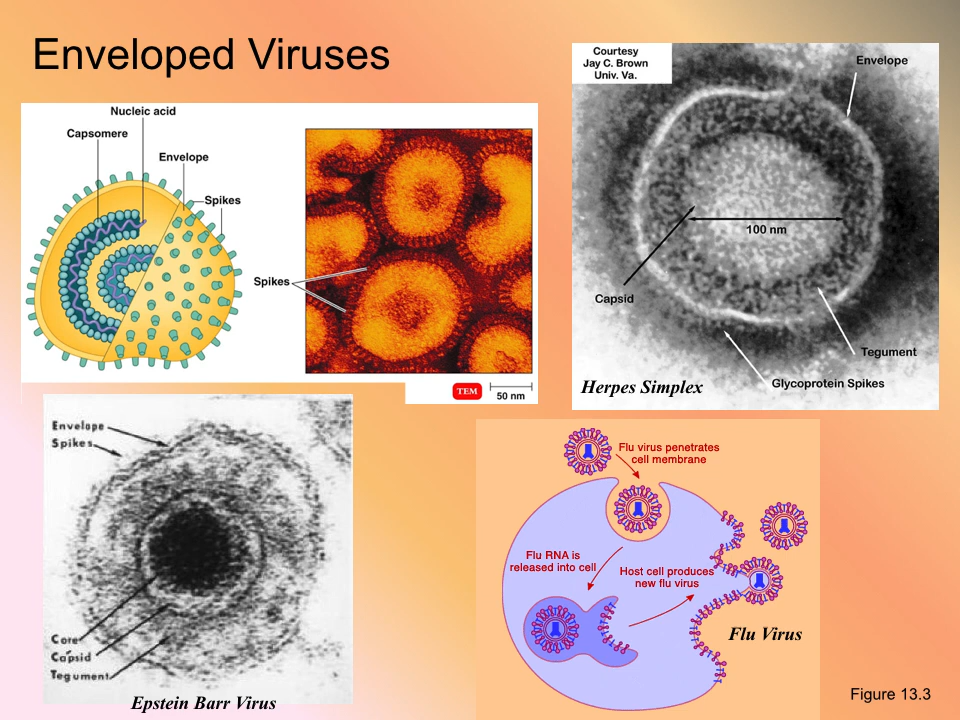 Enveloped Viruses
Nucleic acid
Capsomere
Envelope
Spikes
Spikes
TEM
50 nm
Courtesy
Jay C. Brown
Univ. Va.
Envelope
100 nm
Capsid
Tegument
Glycoprotein Spikes
Herpes Simplex
Envelope
Spikes
Core
Capsid
Tegument
Epstein Barr Virus
Flu virus penetrates
cell membrane
Flu RNA is
released into cell
Host cell produces
new flu virus
Flu Virus
Figure 13.3